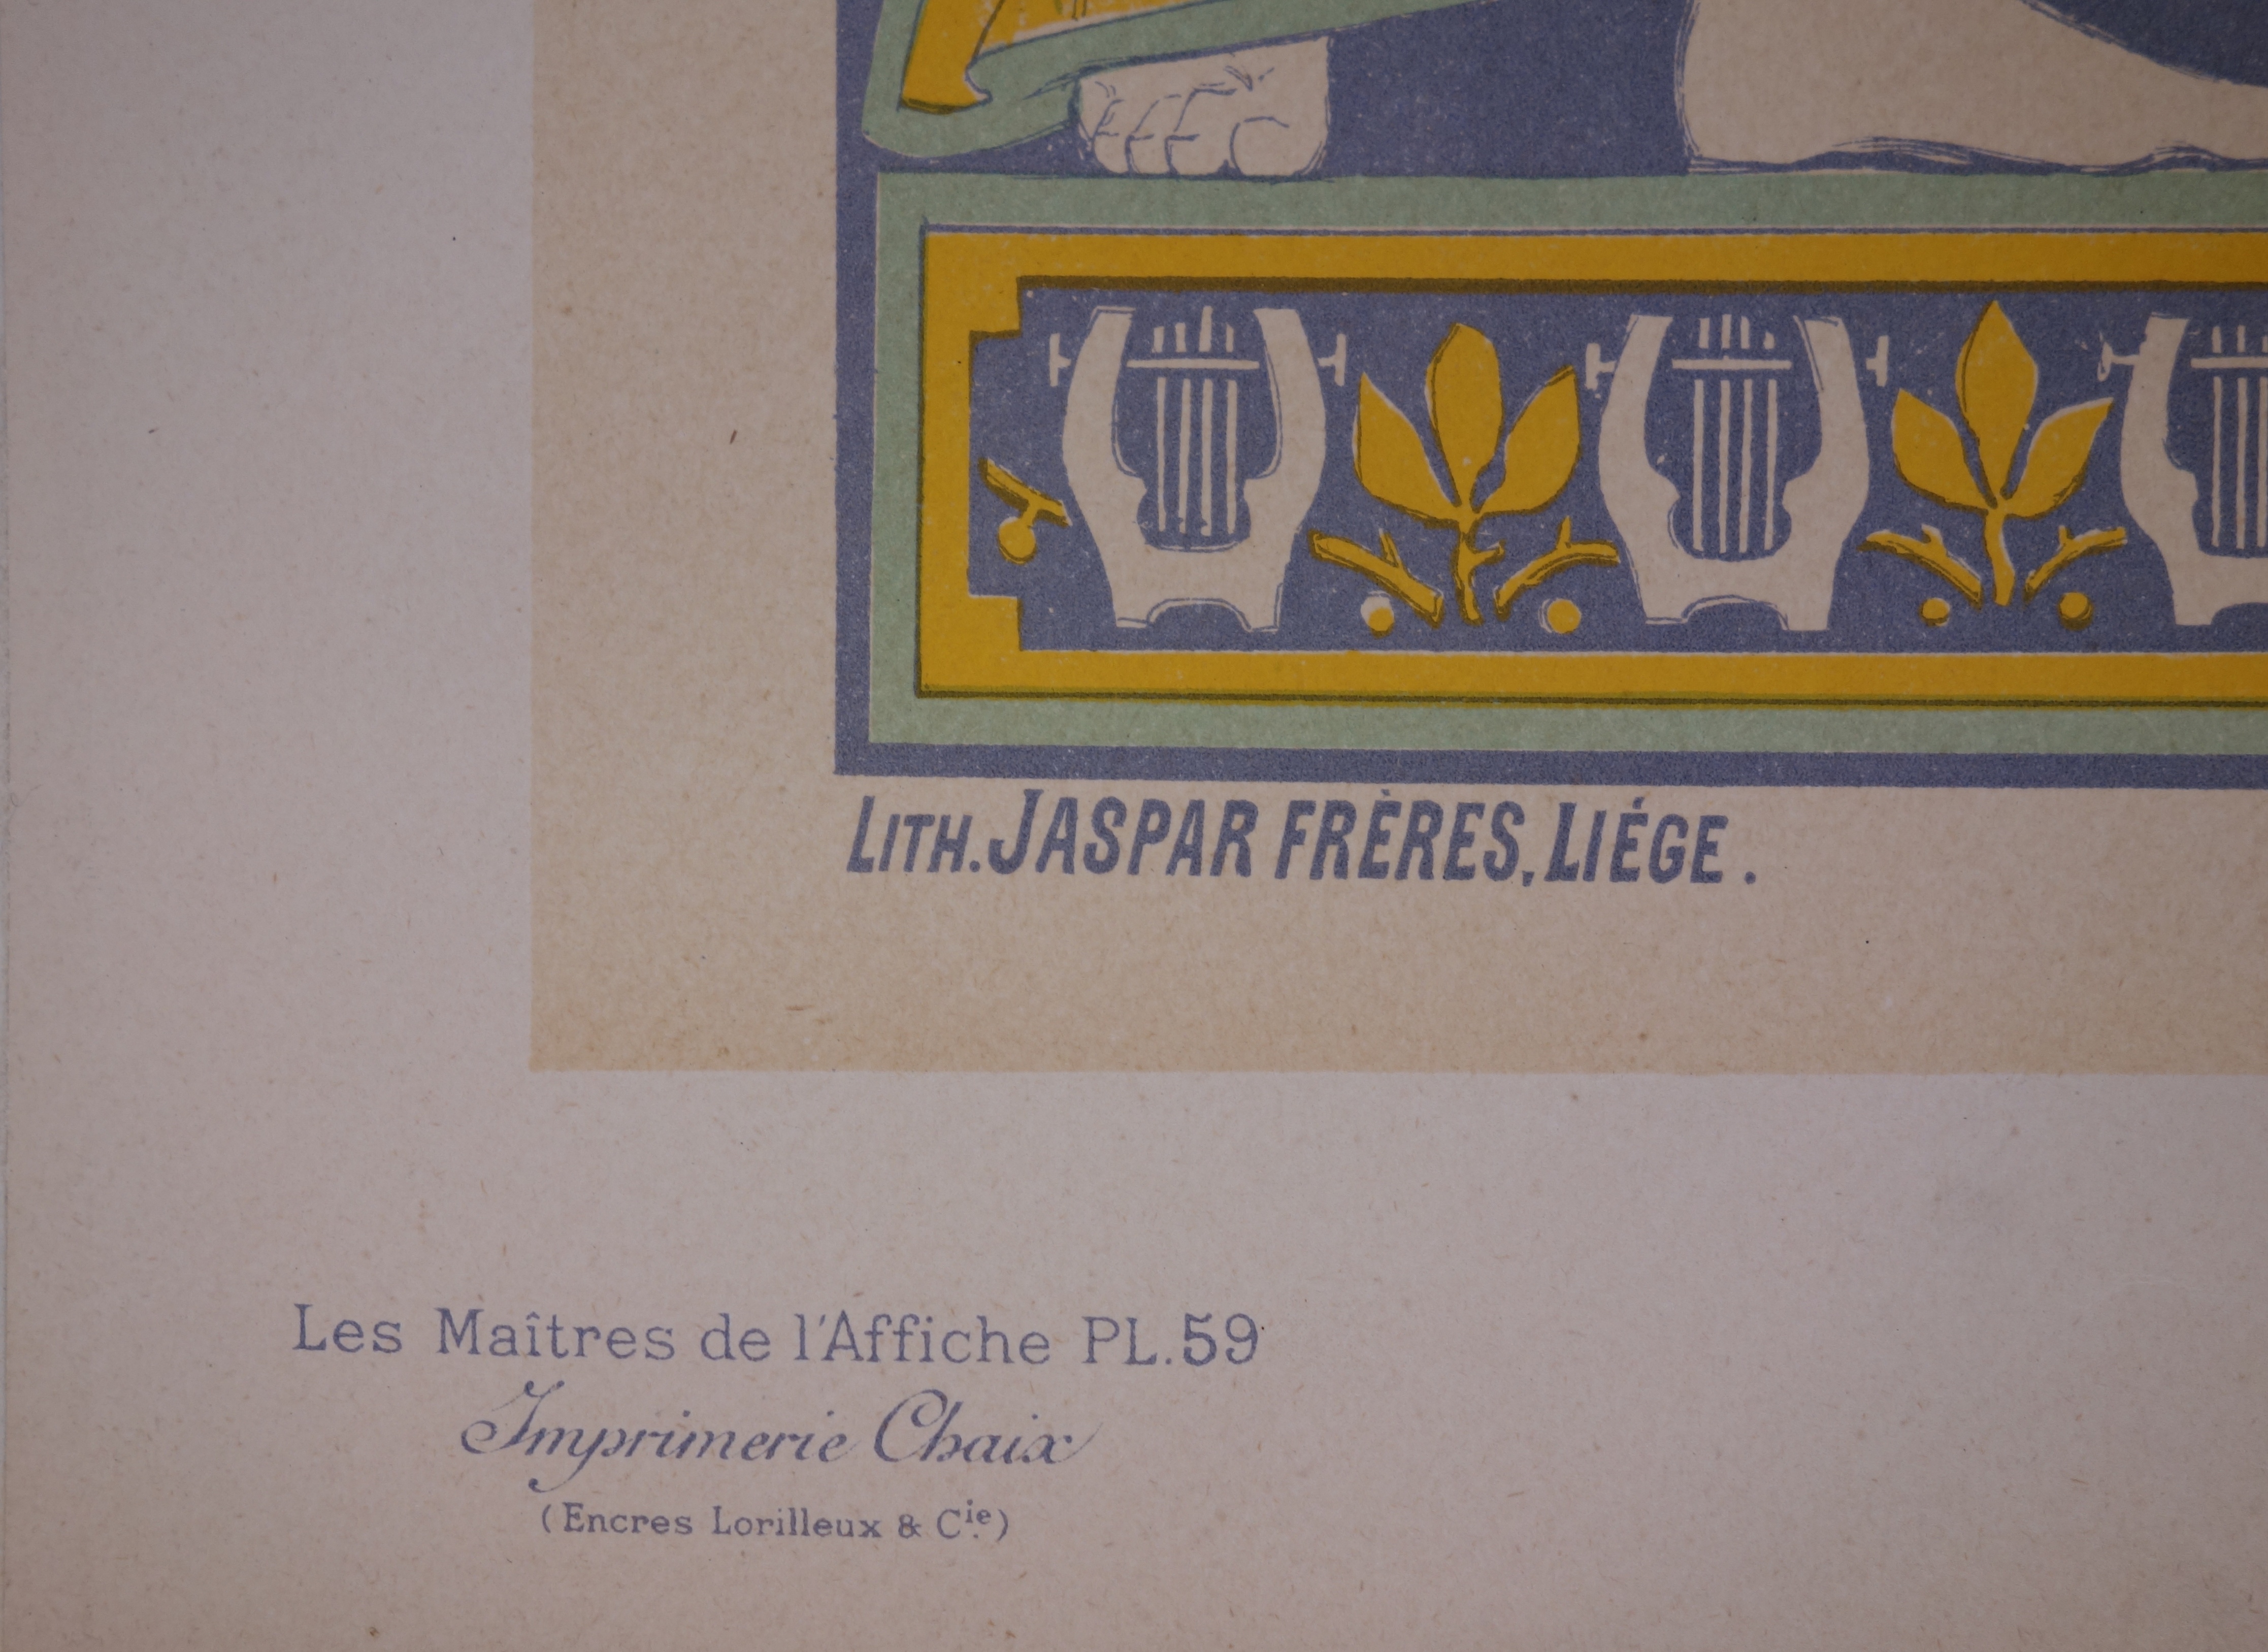 LITH. JASPAR FRÈRES, LIÉGE.
Les Maîtres de l'Affiche PL.59
Imprimerie Chaix
(Encres Lorilleux & Cie.)